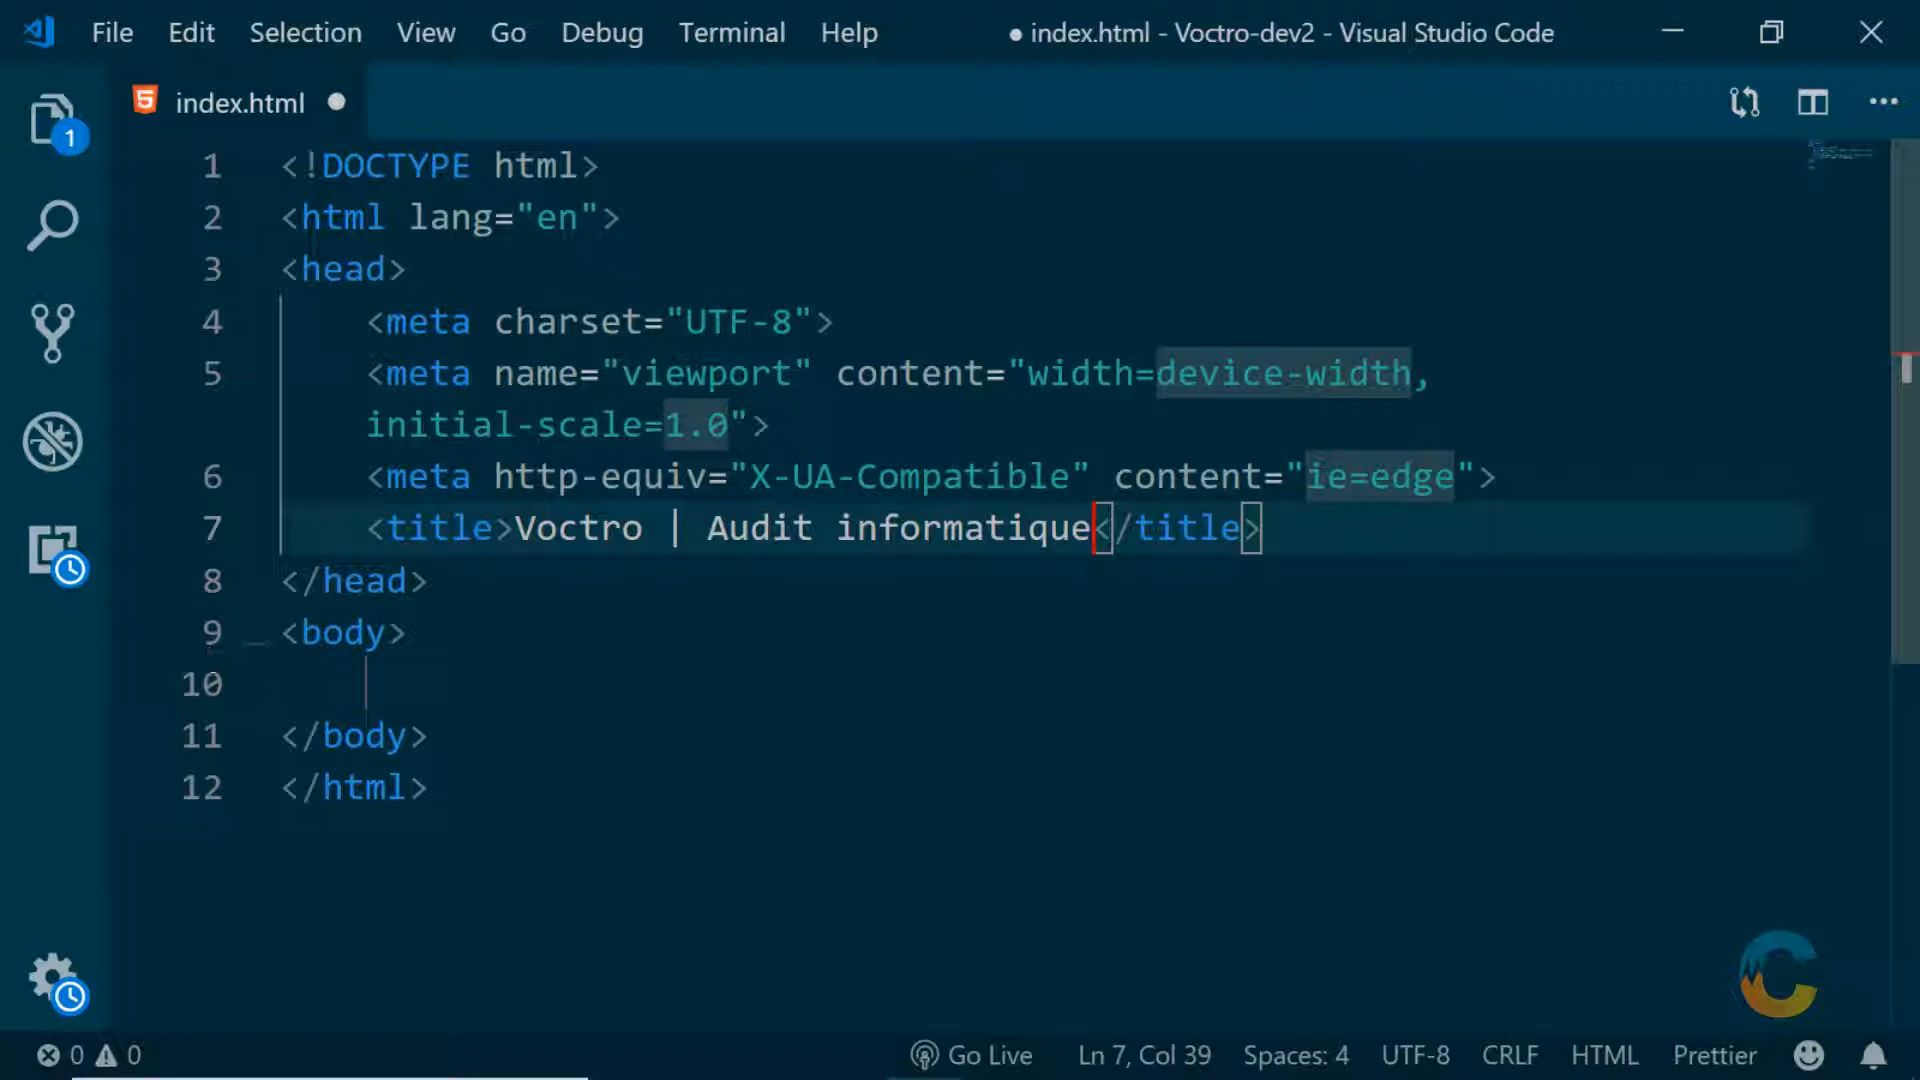 File Edit Selection View Go Debug Terminal Help ● index.html - Voctro-dev2 - Visual Studio Code
index.html
1
1 <!DOCTYPE html>
2 <html lang="en">
3 <head>
4 <meta charset="UTF-8">
5 <meta name="viewport" content="width=device-width,
initial-scale=1.0">
6 <meta http-equiv="X-UA-Compatible" content="ie=edge">
7 <title>Voctro | Audit informatique</title>
8 </head>
9 <body>
10
11 </body>
12 </html>
0 0 Go Live Ln 7, Col 39 Spaces: 4 UTF-8 CRLF HTML Prettier